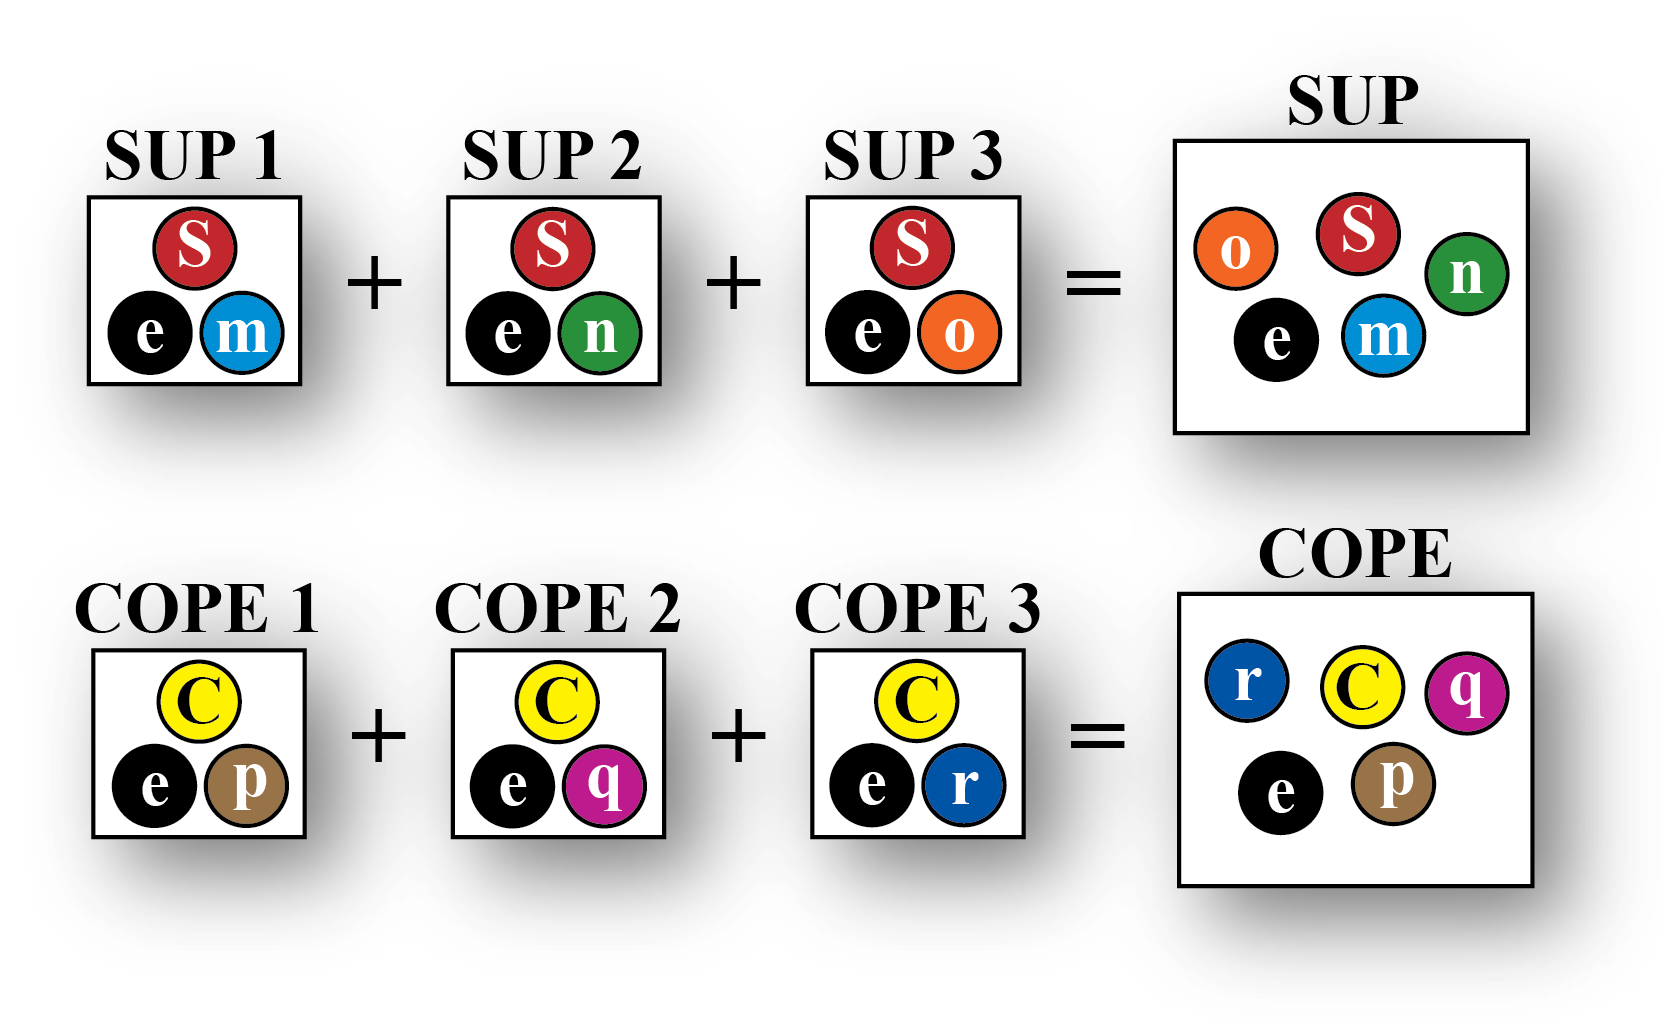 SUP
SUP 1 SUP 2 SUP 3
S + S + S = o S n
e m e n e o e m
COPE
COPE 1 COPE 2 COPE 3
C + C + C = r C q
e p e q e r e p